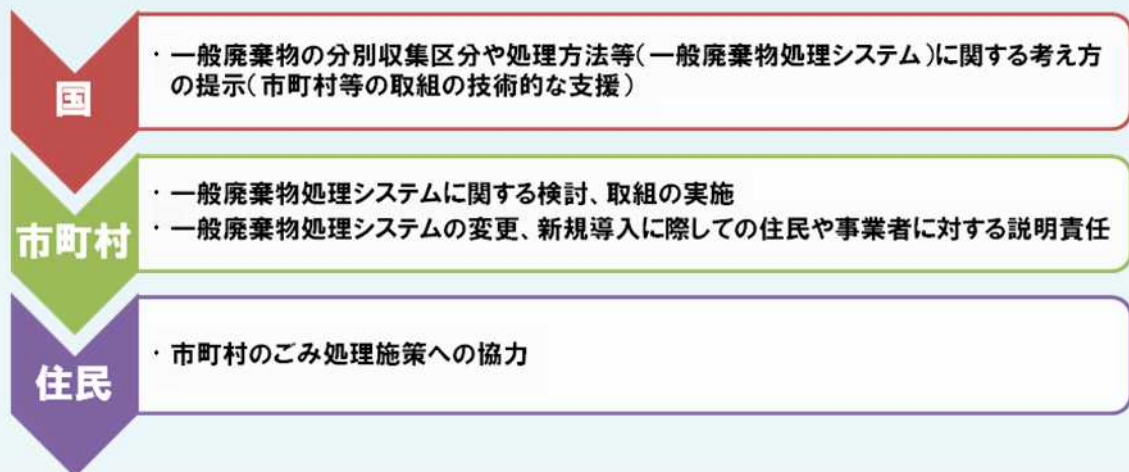 国
・一般廃棄物の分別収集区分や処理方法等(一般廃棄物処理システム)に関する考え方
の提示(市町村等の取組の技術的な支援)
市町村
・一般廃棄物処理システムに関する検討、取組の実施
・一般廃棄物処理システムの変更、新規導入に際しての住民や事業者に対する説明責任
住民
・市町村のごみ処理施策への協力